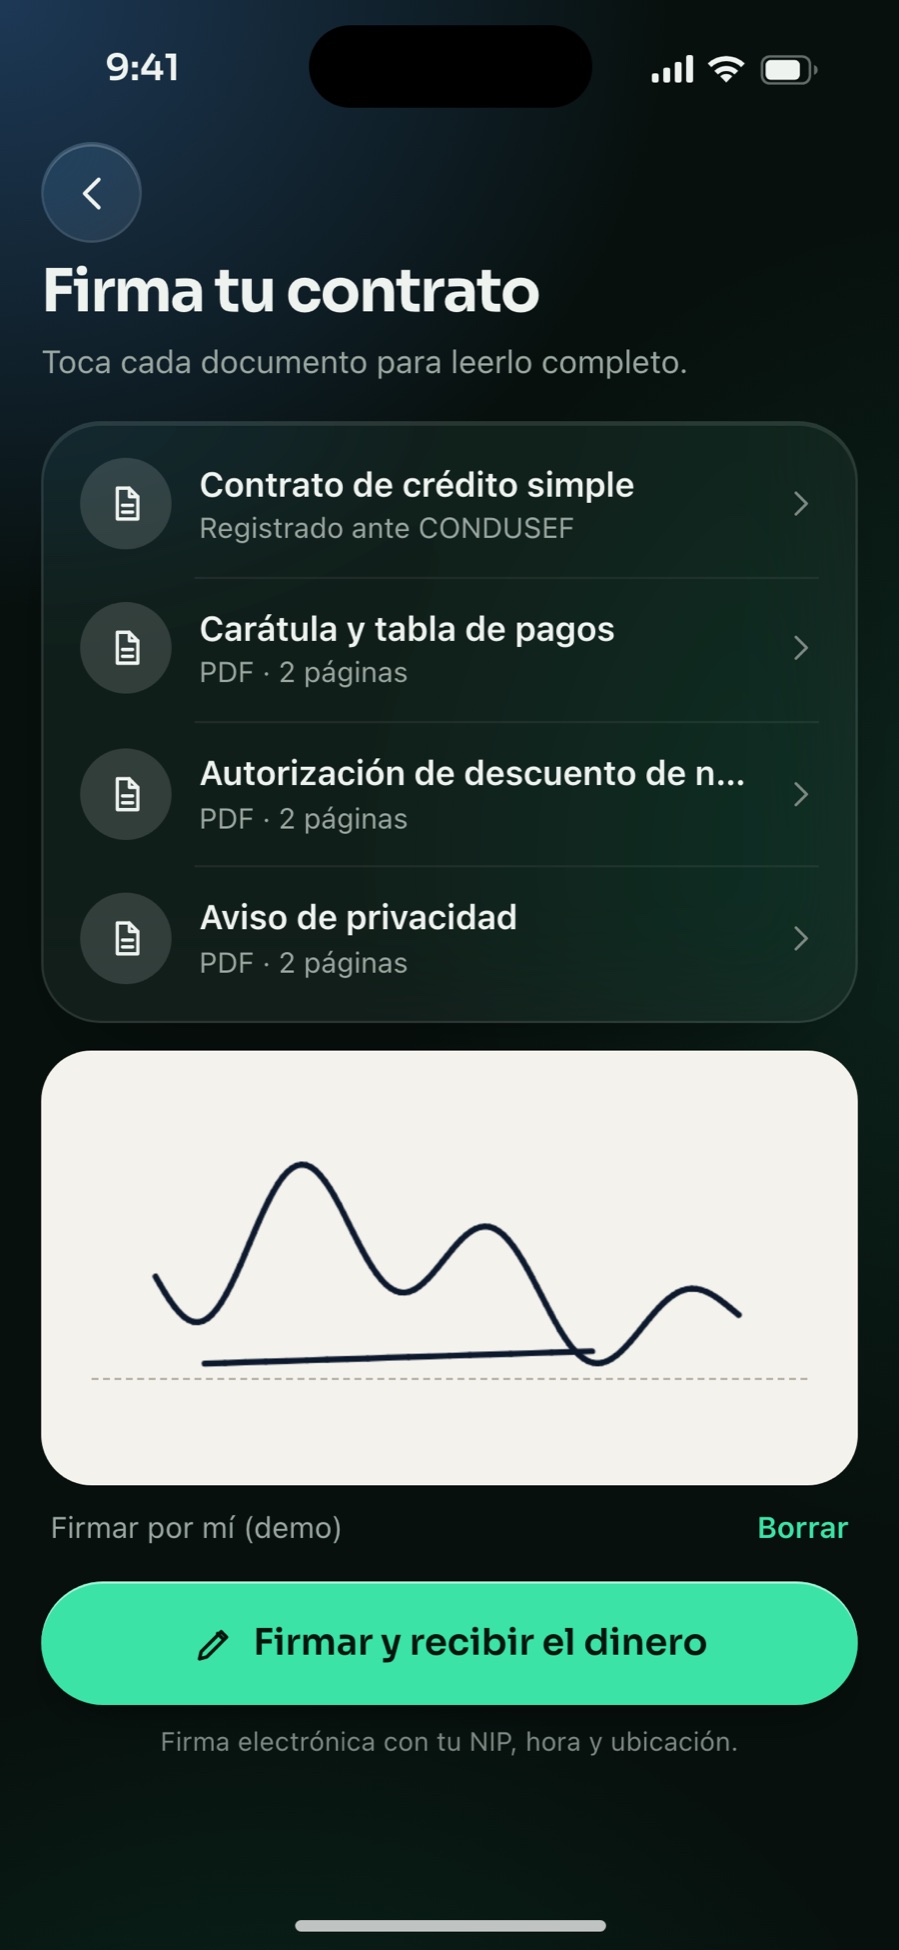 9:41
Firma tu contrato
Toca cada documento para leerlo completo.
Contrato de crédito simple
Registrado ante CONDUSEF
Carátula y tabla de pagos
PDF · 2 páginas
Autorización de descuento de n...
PDF · 2 páginas
Aviso de privacidad
PDF · 2 páginas
Firmar por mí (demo)
Borrar
Firmar y recibir el dinero
Firma electrónica con tu NIP, hora y ubicación.